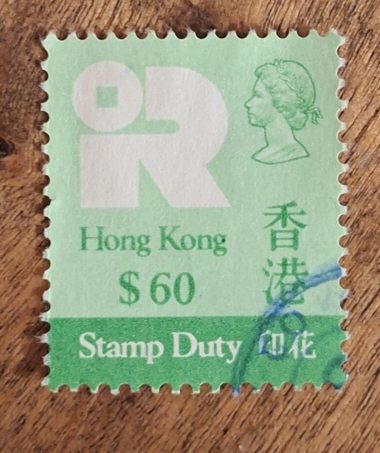 R
Hong Kong
香港
$60
Stamp Duty 印花